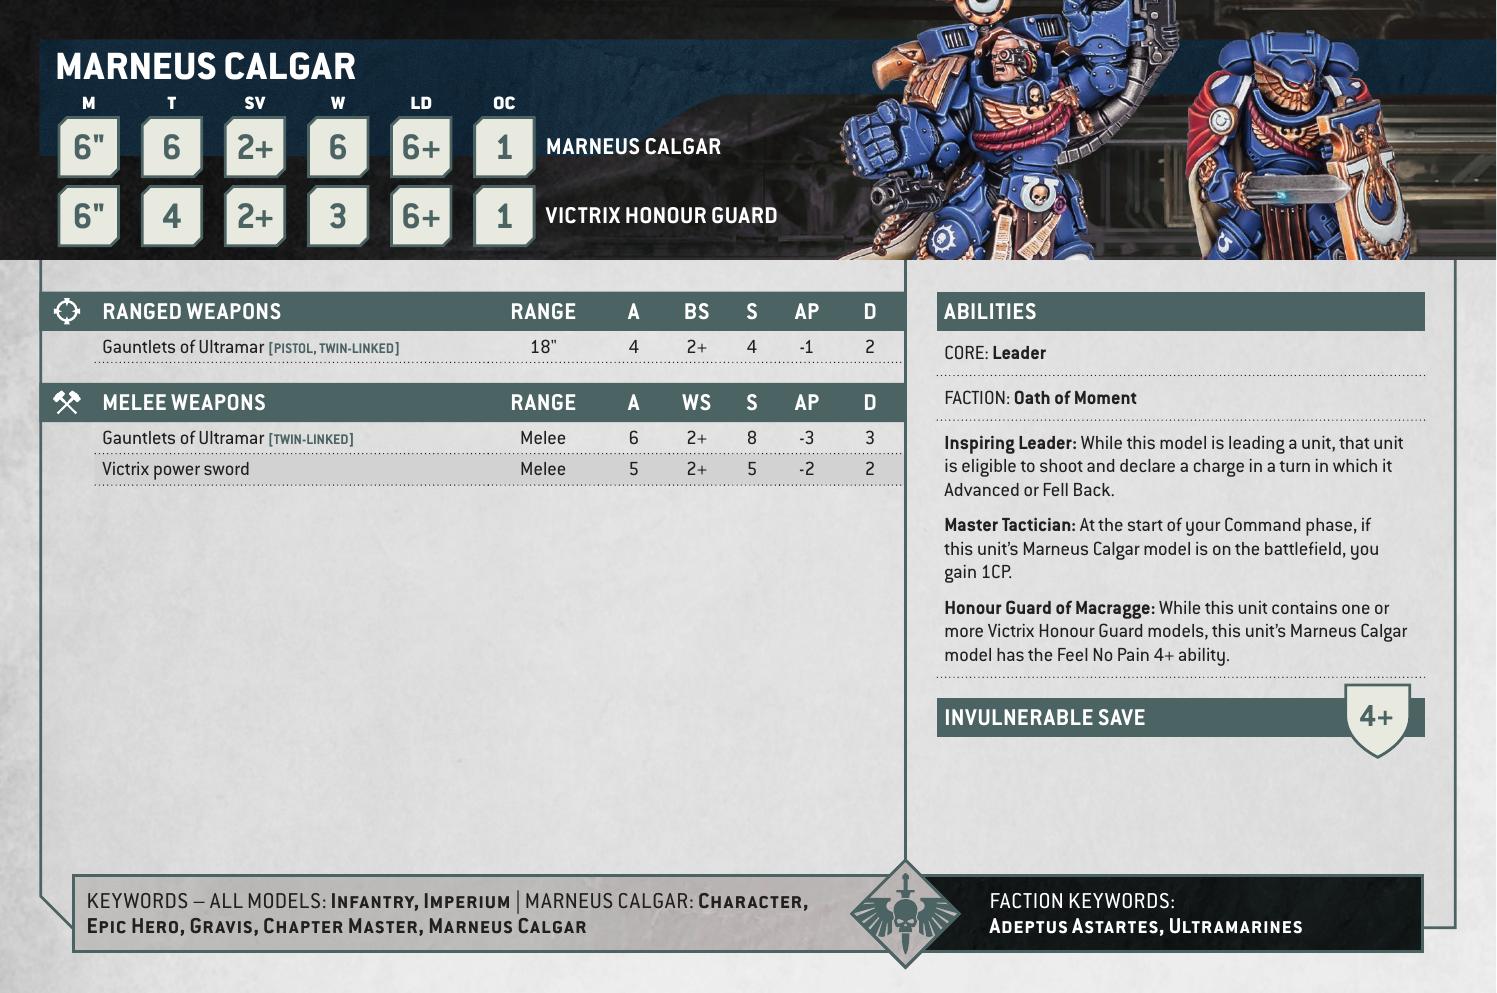 MARNEUS CALGAR
M T SV W LD OC
6" 6 2+ 6 6+ 1 MARNEUS CALGAR
6" 4 2+ 3 6+ 1 VICTRIX HONOUR GUARD
RANGED WEAPONS RANGE A BS S AP D
Gauntlets of Ultramar [PISTOL, TWIN-LINKED] 18" 4 2+ 4 -1 2
MELEE WEAPONS RANGE A WS S AP D
Gauntlets of Ultramar [TWIN-LINKED] Melee 6 2+ 8 -3 3
Victrix power sword Melee 5 2+ 5 -2 2
ABILITIES
CORE: Leader
FACTION: Oath of Moment
Inspiring Leader: While this model is leading a unit, that unit
is eligible to shoot and declare a charge in a turn in which it
Advanced or Fell Back.
Master Tactician: At the start of your Command phase, if
this unit's Marneus Calgar model is on the battlefield, you
gain 1CP.
Honour Guard of Macragge: While this unit contains one or
more Victrix Honour Guard models, this unit's Marneus Calgar
model has the Feel No Pain 4+ ability.
INVULNERABLE SAVE 4+
KEYWORDS – ALL MODELS: INFANTRY, IMPERIUM | MARNEUS CALGAR: CHARACTER,
EPIC HERO, GRAVIS, CHAPTER MASTER, MARNEUS CALGAR
FACTION KEYWORDS:
ADEPTUS ASTARTES, ULTRAMARINES